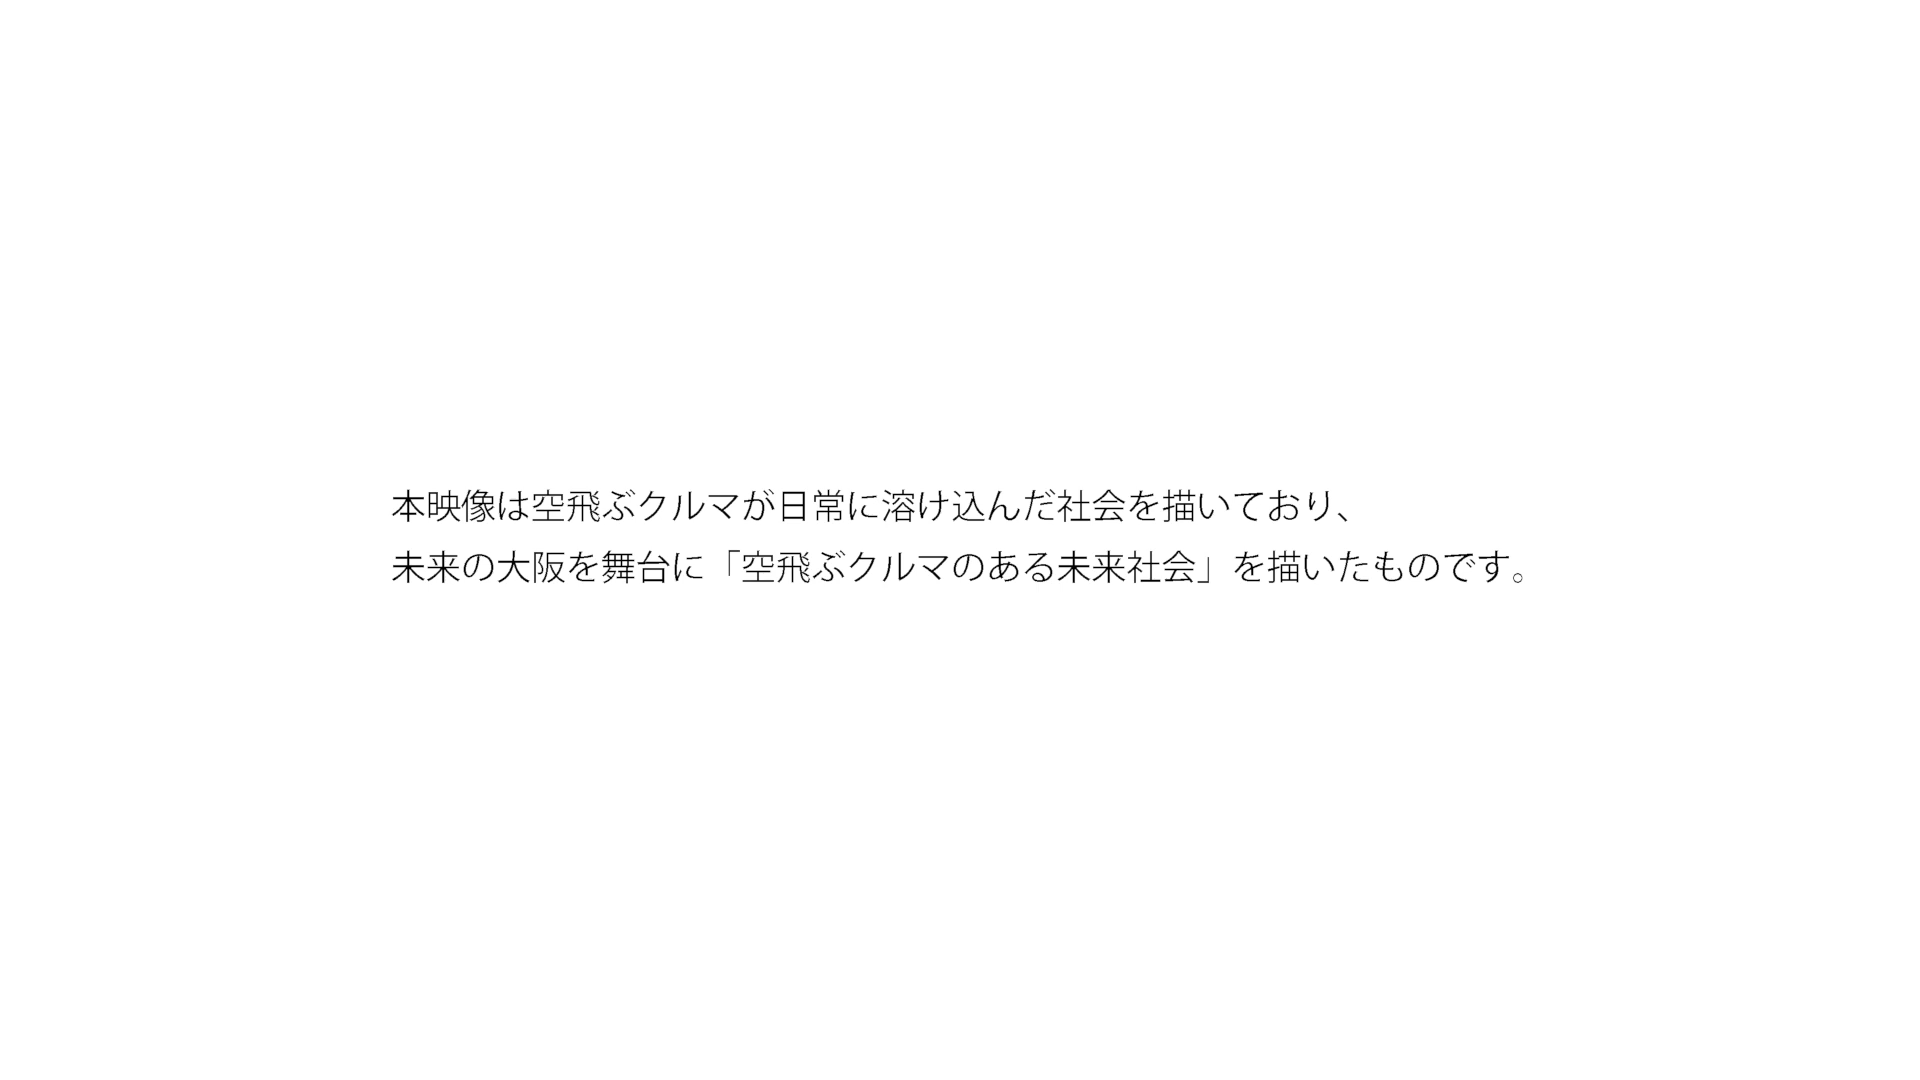 本映像は空飛ぶクルマが日常に溶け込んだ社会を描いており、
未来の大阪を舞台に「空飛ぶクルマのある未来社会」を描いたものです。